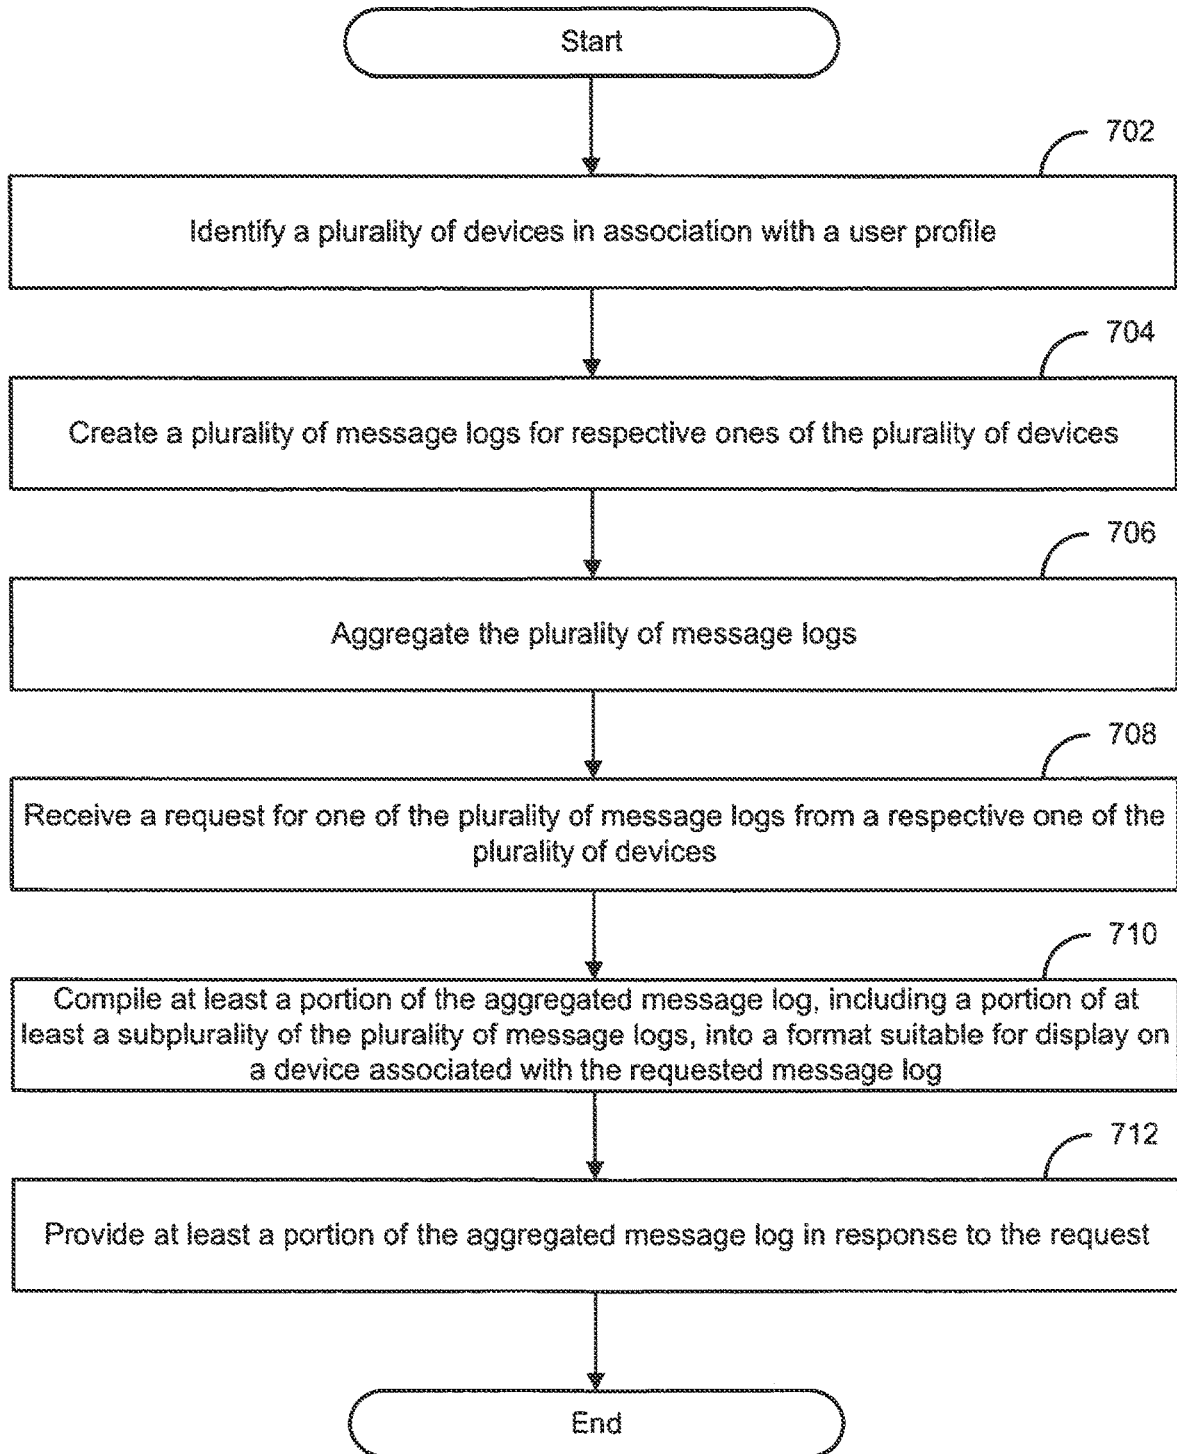 Start
702
Identify a plurality of devices in association with a user profile
704
Create a plurality of message logs for respective ones of the plurality of devices
706
Aggregate the plurality of message logs
708
Receive a request for one of the plurality of message logs from a respective one of the
plurality of devices
710
Compile at least a portion of the aggregated message log, including a portion of at
least a subplurality of the plurality of message logs, into a format suitable for display on
a device associated with the requested message log
712
Provide at least a portion of the aggregated message log in response to the request
End